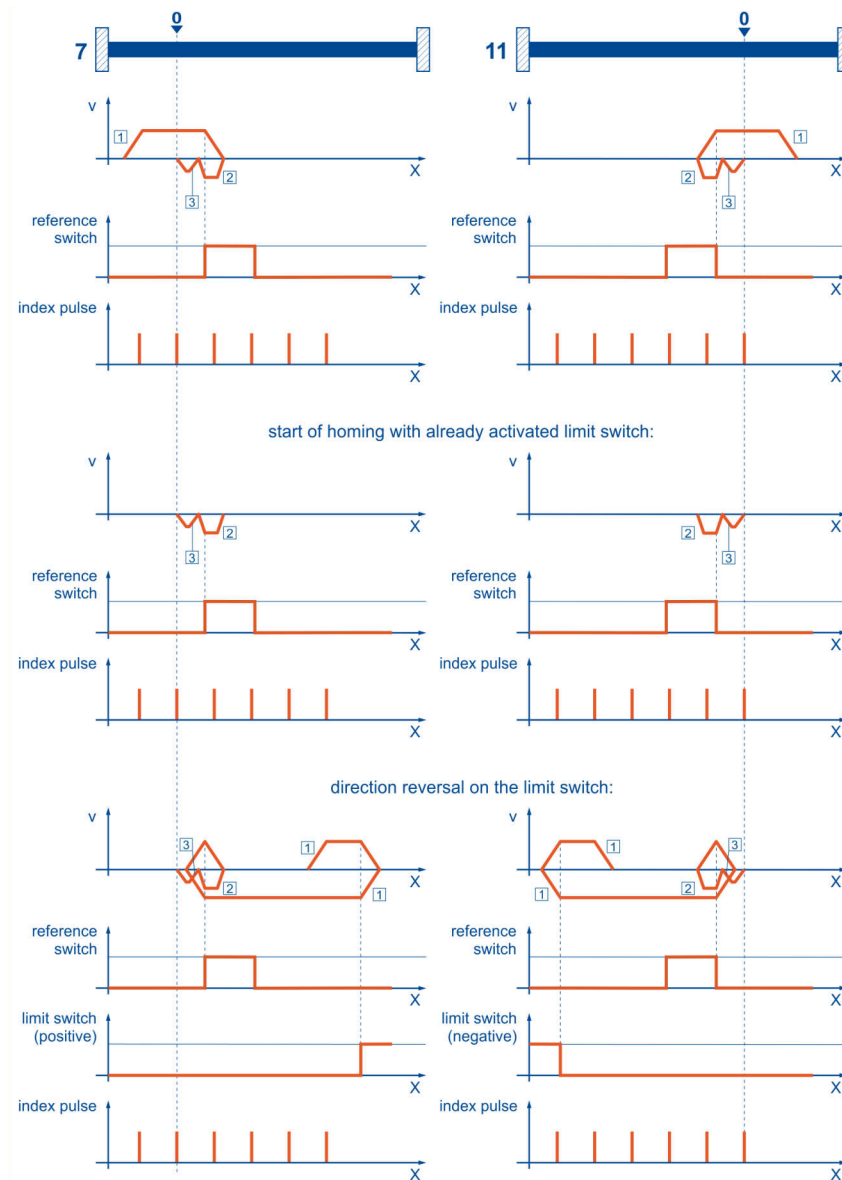 0
0
7
11
v
1
X
2
3
v
1
X
2
3
reference
switch
X
reference
switch
X
index pulse
X
index pulse
X
start of homing with already activated limit switch:
v
X
2
3
v
X
2
3
reference
switch
X
reference
switch
X
index pulse
X
index pulse
X
direction reversal on the limit switch:
v
3
1
X
2
1
v
1
3
X
1
2
reference
switch
X
reference
switch
X
limit switch
(positive)
X
limit switch
(negative)
X
index pulse
X
index pulse
X